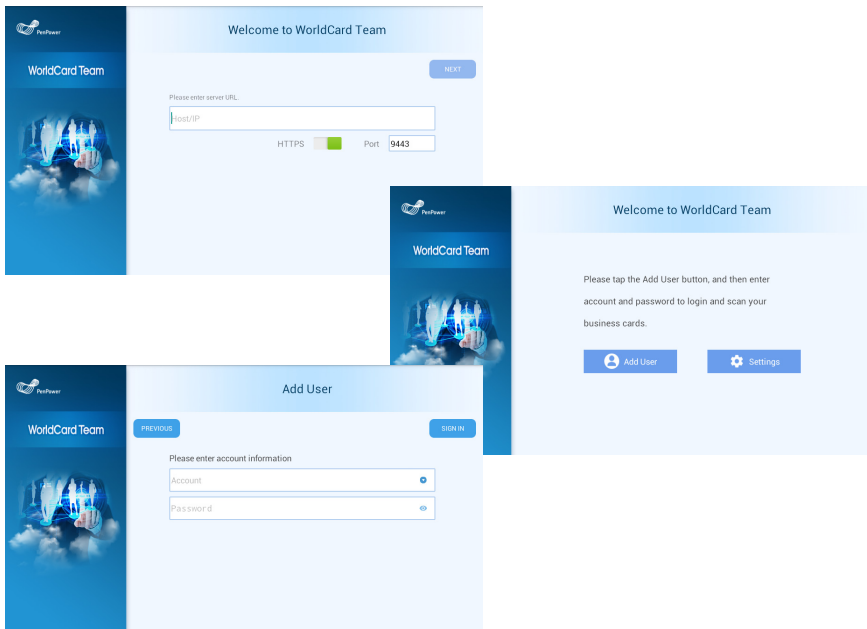 PenPower
Welcome to WorldCard Team
WorldCard Team
NEXT
Please enter server URL.
Host/IP
HTTPS
Port
9443
PenPower
Welcome to WorldCard Team
WorldCard Team
Please tap the Add User button, and then enter
account and password to login and scan your
business cards.
Add User
Settings
PenPower
Add User
WorldCard Team
PREVIOUS
SIGN IN
Please enter account information
Account
Password